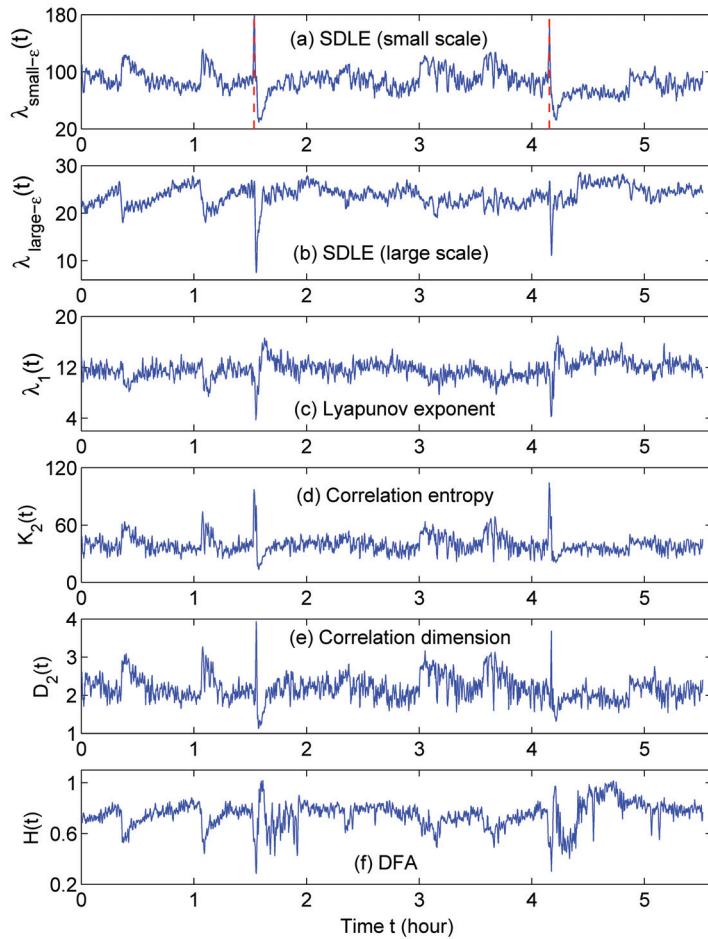 180
100
20
λsmall−ε(t)
(a) SDLE (small scale)
0 1 2 3 4 5
30
20
10
λ large−ε(t)
(b) SDLE (large scale)
0 1 2 3 4 5
20
12
4
λ1(t)
(c) Lyapunov exponent
0 1 2 3 4 5
120
60
0
K2(t)
(d) Correlation entropy
0 1 2 3 4 5
4
3
2
1
D2(t)
(e) Correlation dimension
0 1 2 3 4 5
1
0.6
0.2
H(t)
(f) DFA
0 1 2 3 4 5
Time t (hour)